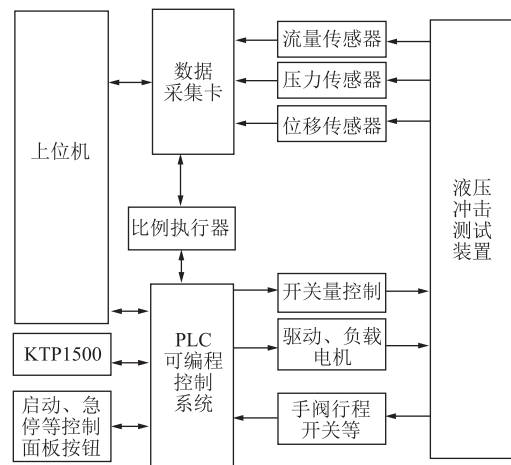 上位机
数据
采集卡
流量传感器
压力传感器
位移传感器
液压
冲击
测试
装置
比例执行器
PLC
可编程
控制
系统
开关量控制
驱动、负载
电机
手阀行程
开关等
KTP1500
启动、急
停等控制
面板按钮